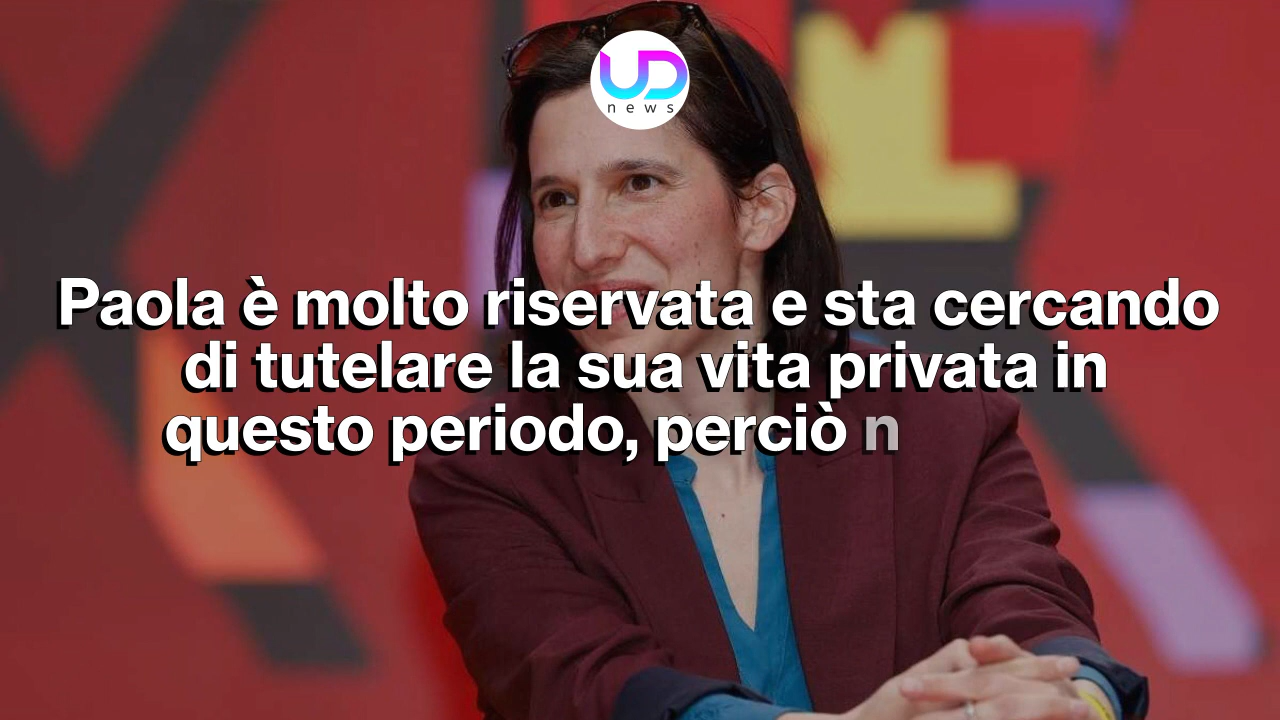 UD
news
Paola è molto riservata e sta cercando
di tutelare la sua vita privata in
questo periodo, perciò n